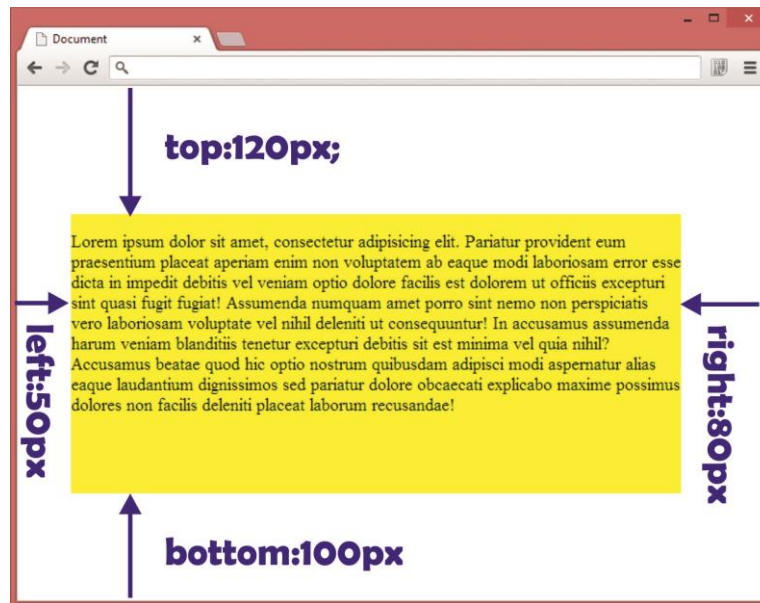 Document
top:120px;
Lorem ipsum dolor sit amet, consectetur adipisicing elit. Pariatur provident eum
praesentium placeat aperiam enim non voluptatem ab eaque modi laboriosam error esse
dicta in impedit debitis vel veniam optio dolore facilis est dolorem ut officiis excepturi
sint quasi fugit fugiat! Assumenda numquam amet porro sint nemo non perspiciatis
vero laboriosam voluptate vel nihil deleniti ut consequuntur! In accusamus assumenda
harum veniam blanditiis tenetur excepturi debitis sit est minima vel quia nihil?
Accusamus beatae quod hic optio nostrum quibusdam adipisci modi aspernatur alias
eaque laudantium dignissimos sed pariatur dolore obcaecati explicabo maxime possimus
dolores non facilis deleniti placeat laborum recusandae!
left:50px
right:80px
bottom:100px